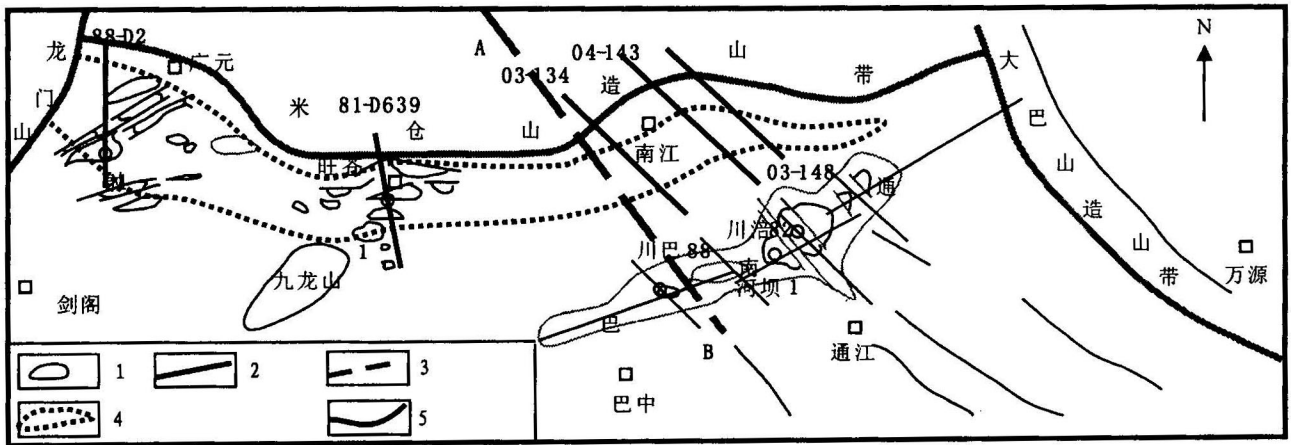 88-D2
龙门山
广元
米仓山造山带
81-D639
旺仓
A
03-134
04-143
南江
03-148
大巴山造山带
N
万源
通南巴
川涪82
川巴88
河坝1
1
九龙山
剑阁
通江
B
巴中
1
2
3
4
5